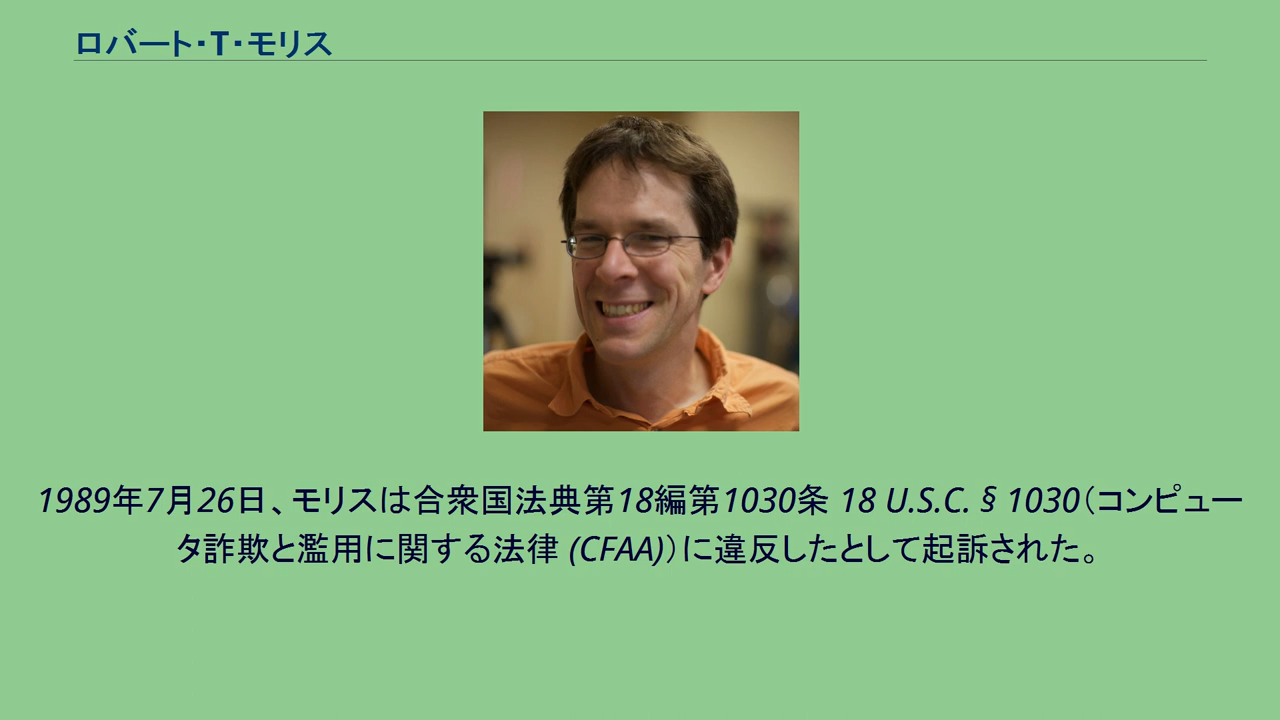 ロバート・T・モリス
1989年7月26日、モリスは合衆国法典第18編第1030条 18 U.S.C. § 1030（コンピュー
タ詐欺と濫用に関する法律 (CFAA)）に違反したとして起訴された。